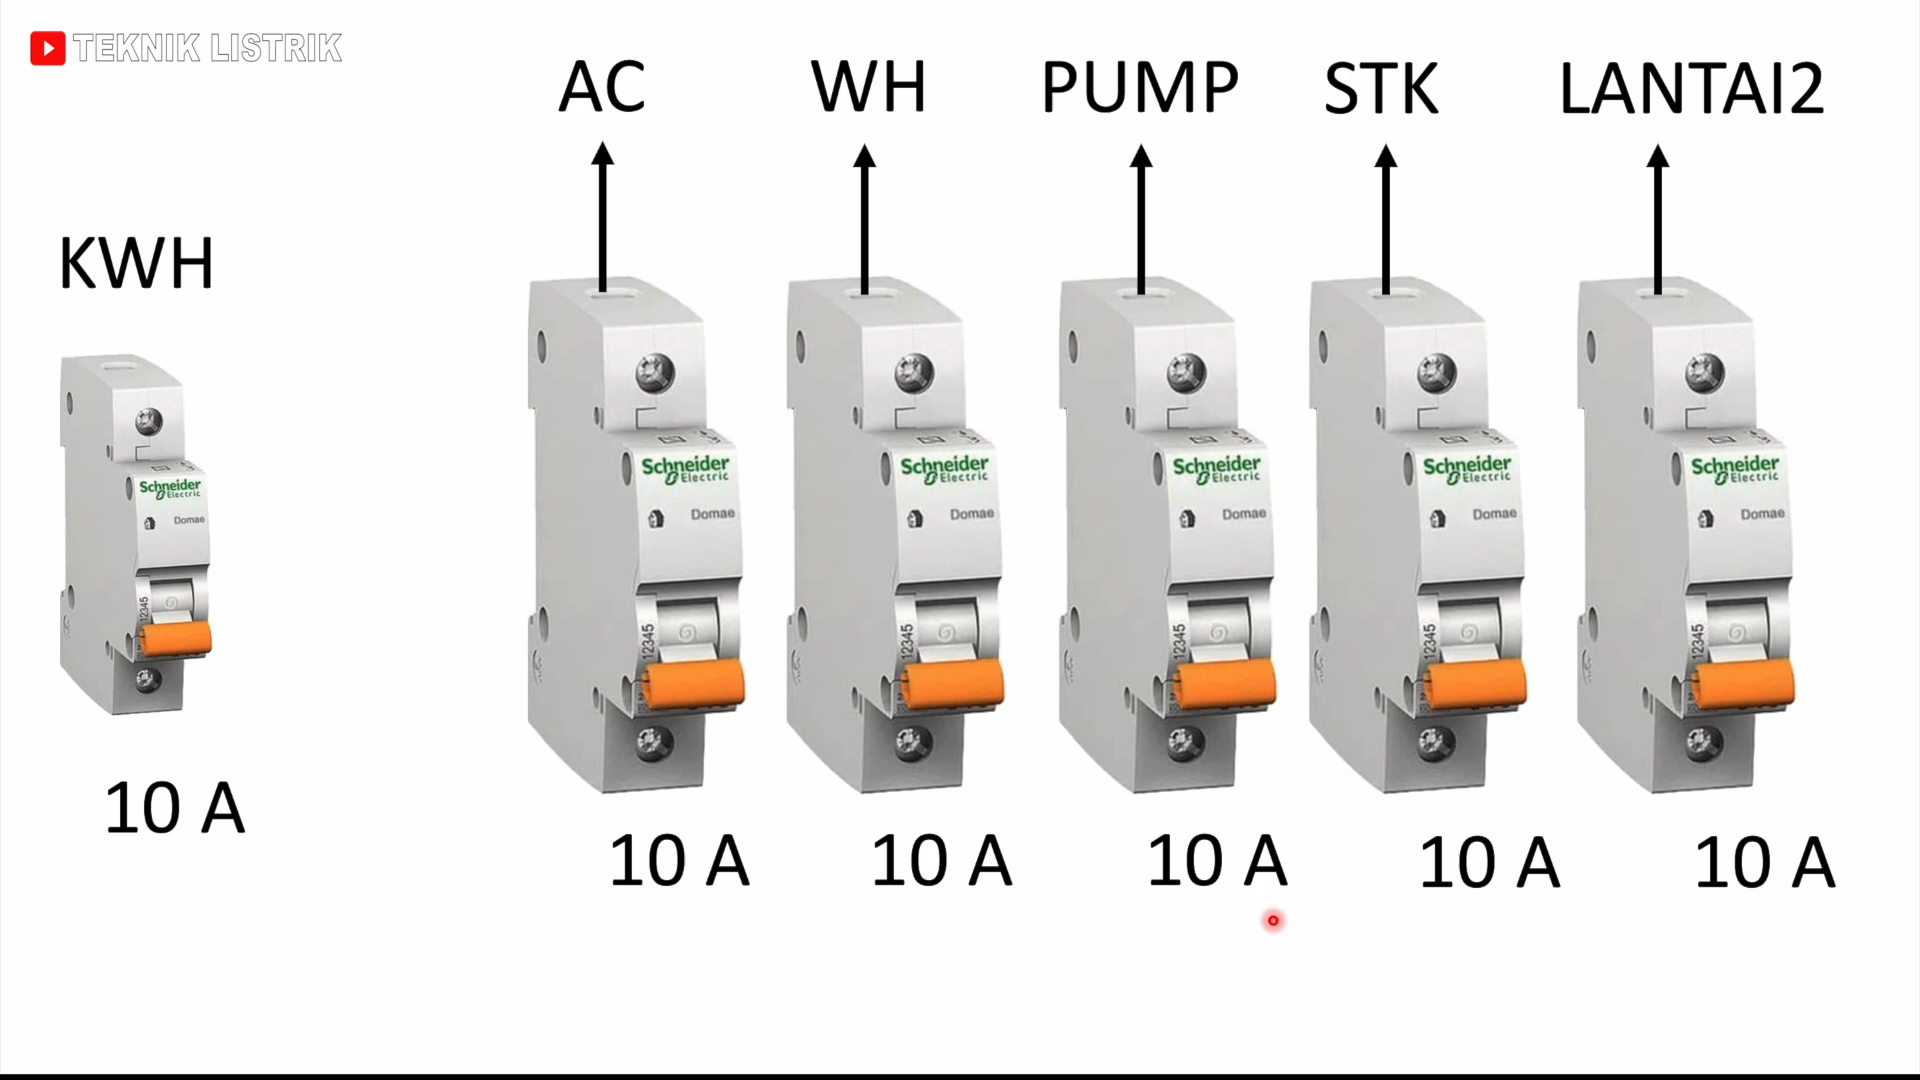 TEKNIK LISTRIK
AC
WH
PUMP
STK
LANTAI2
KWH
Schneider
Electric
Domae
12345
Schneider
Electric
Domae
12345
Schneider
Electric
Domae
12345
Schneider
Electric
Domae
12345
Schneider
Electric
Domae
12345
Schneider
Electric
Domae
12345
10 A
10 A
10 A
10 A
10 A
10 A